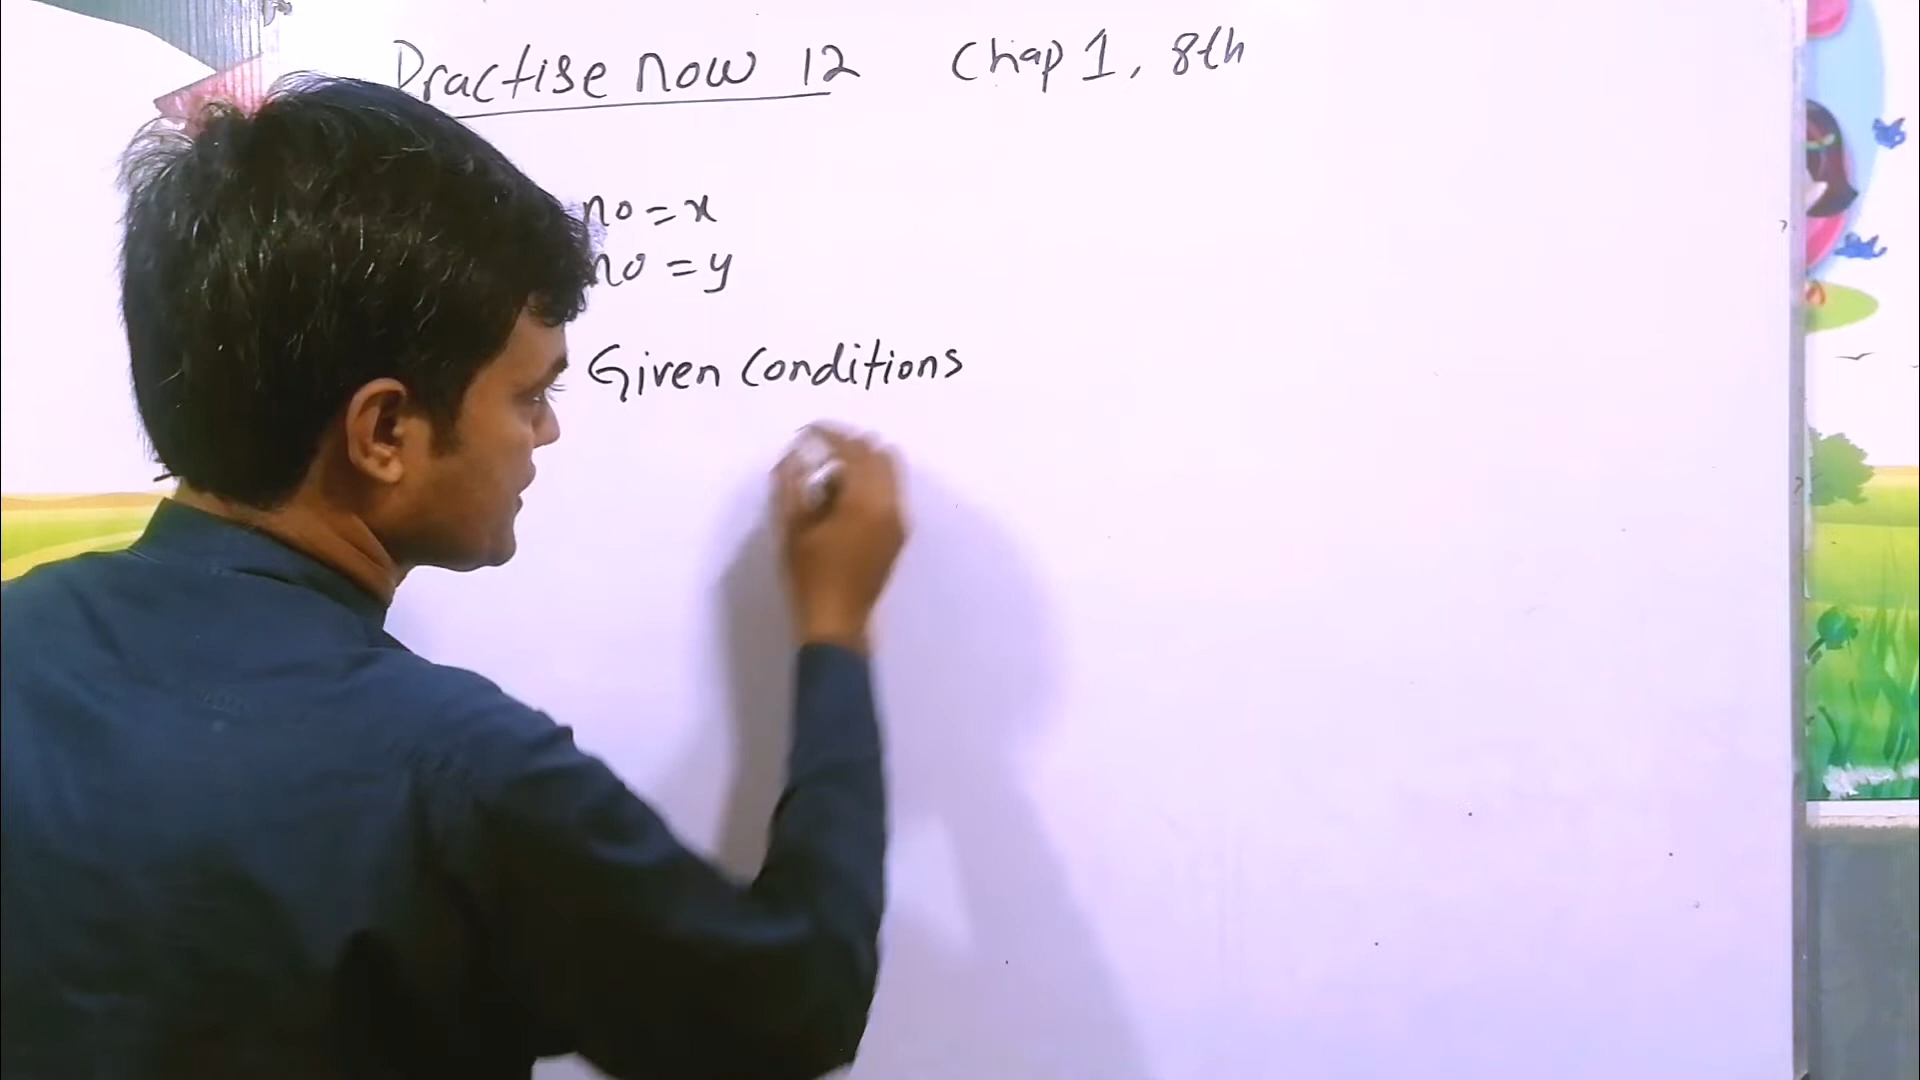 Practise now 12 Chap 1, 8th
no = x
no = y
Given Conditions